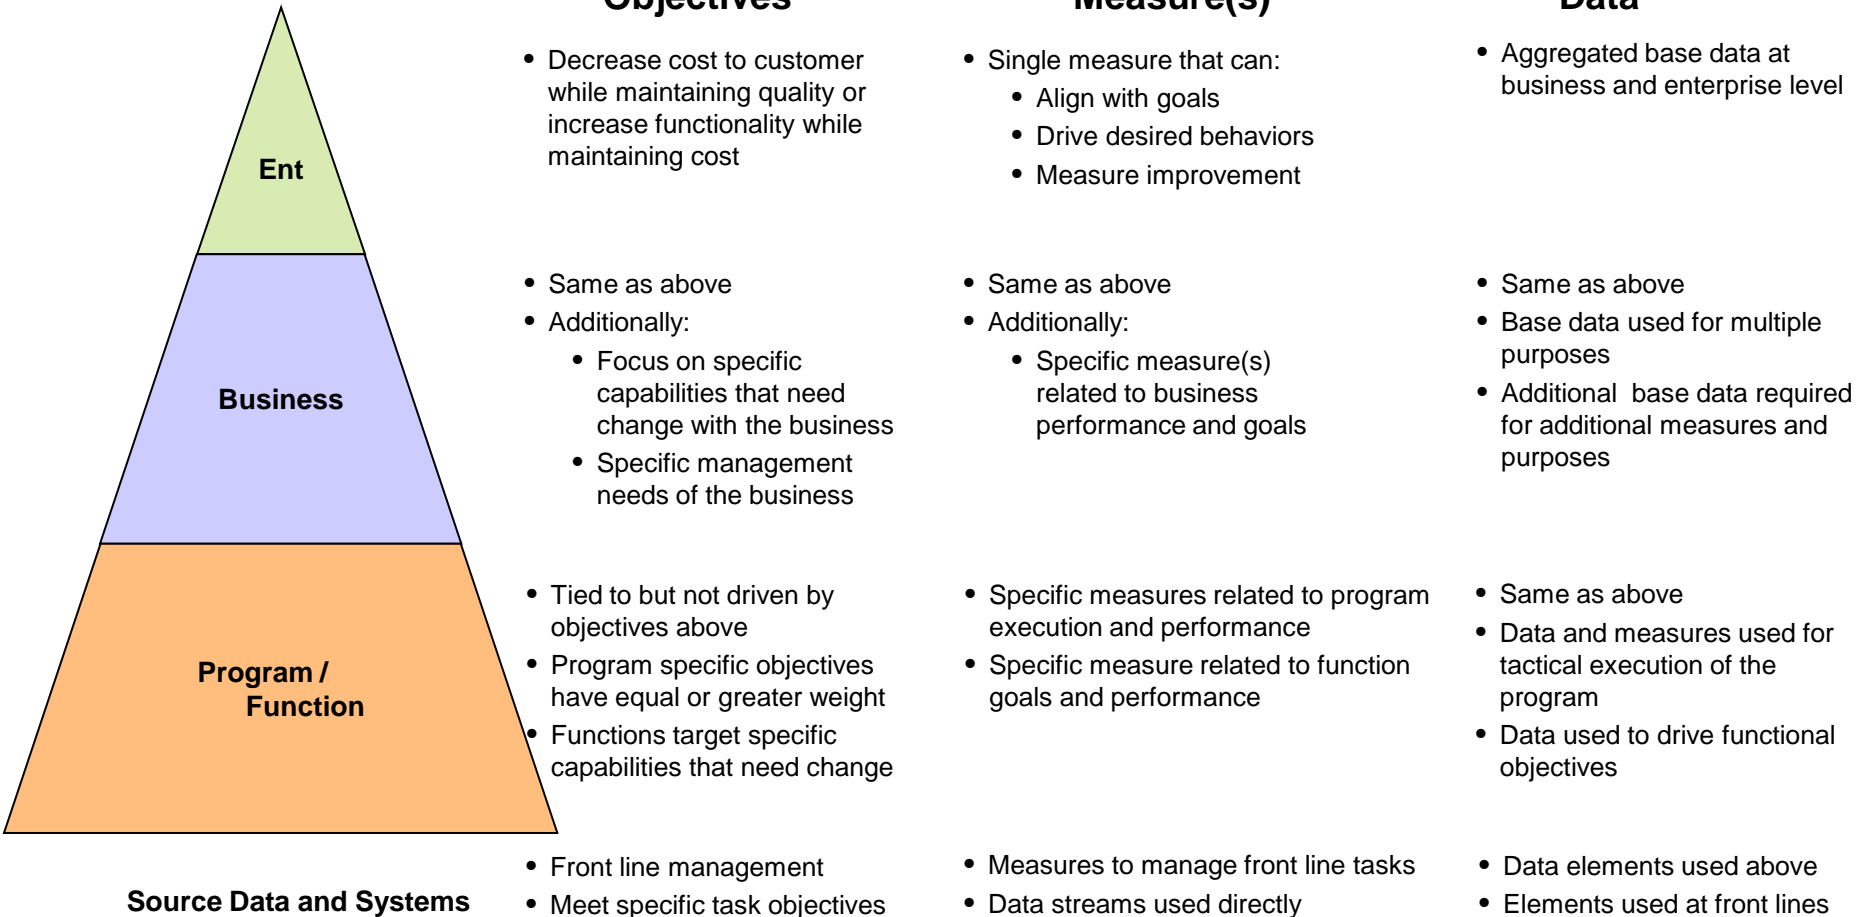 Objectives
Measure(s)
Data
Ent
• Decrease cost to customer
while maintaining quality or
increase functionality while
maintaining cost
• Single measure that can:
• Align with goals
• Drive desired behaviors
• Measure improvement
• Aggregated base data at
business and enterprise level
Business
• Same as above
• Additionally:
• Focus on specific
capabilities that need
change with the business
• Specific management
needs of the business
• Same as above
• Additionally:
• Specific measure(s)
related to business
performance and goals
• Same as above
• Base data used for multiple
purposes
• Additional  base data required
for additional measures and
purposes
Program /
Function
• Tied to but not driven by
objectives above
• Program specific objectives
have equal or greater weight
• Functions target specific
capabilities that need change
• Specific measures related to program
execution and performance
• Specific measure related to function
goals and performance
• Same as above
• Data and measures used for
tactical execution of the
program
• Data used to drive functional
objectives
Source Data and Systems
• Front line management
• Meet specific task objectives
• Measures to manage front line tasks
• Data streams used directly
• Data elements used above
• Elements used at front lines